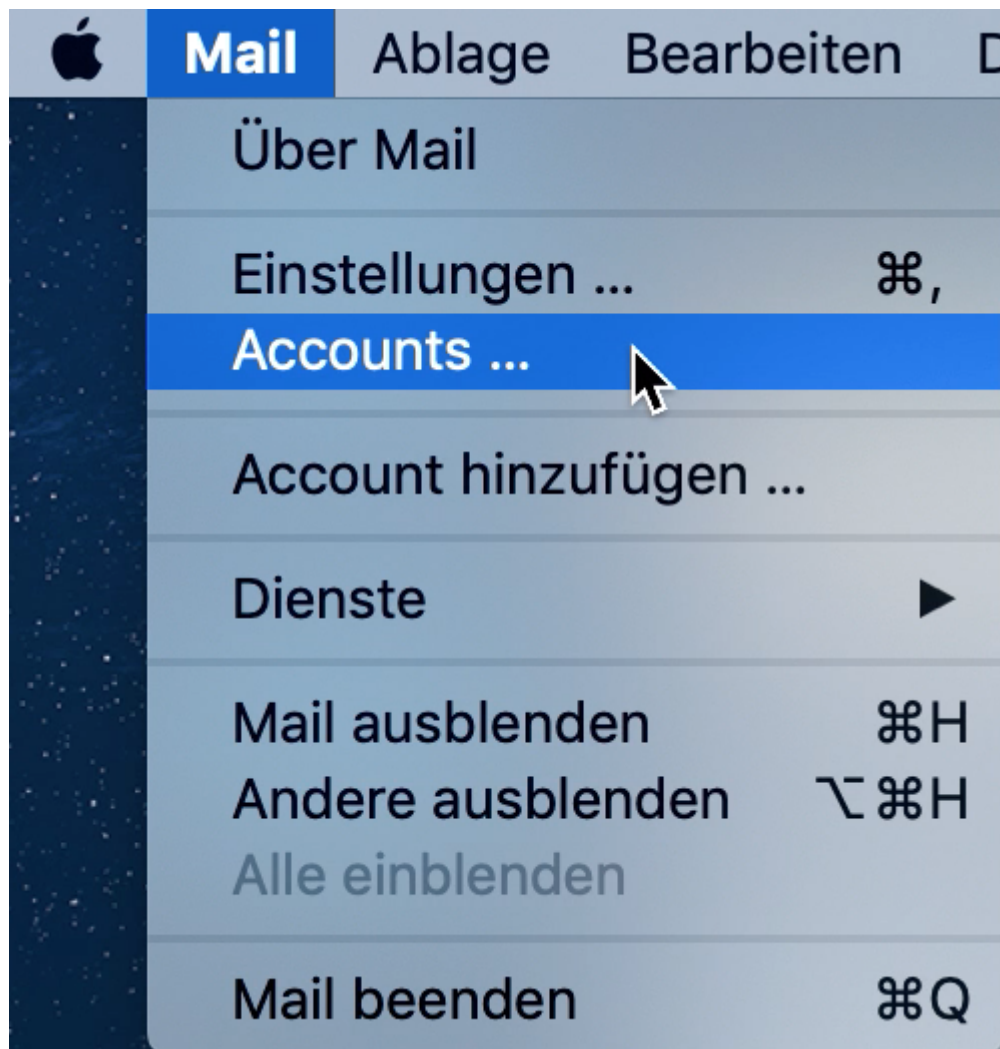 Mail Ablage Bearbeiten
Über Mail
Einstellungen ... ⌘,
Accounts ...
Account hinzufügen ...
Dienste ▶
Mail ausblenden ⌘H
Andere ausblenden ⌥⌘H
Alle einblenden
Mail beenden ⌘Q